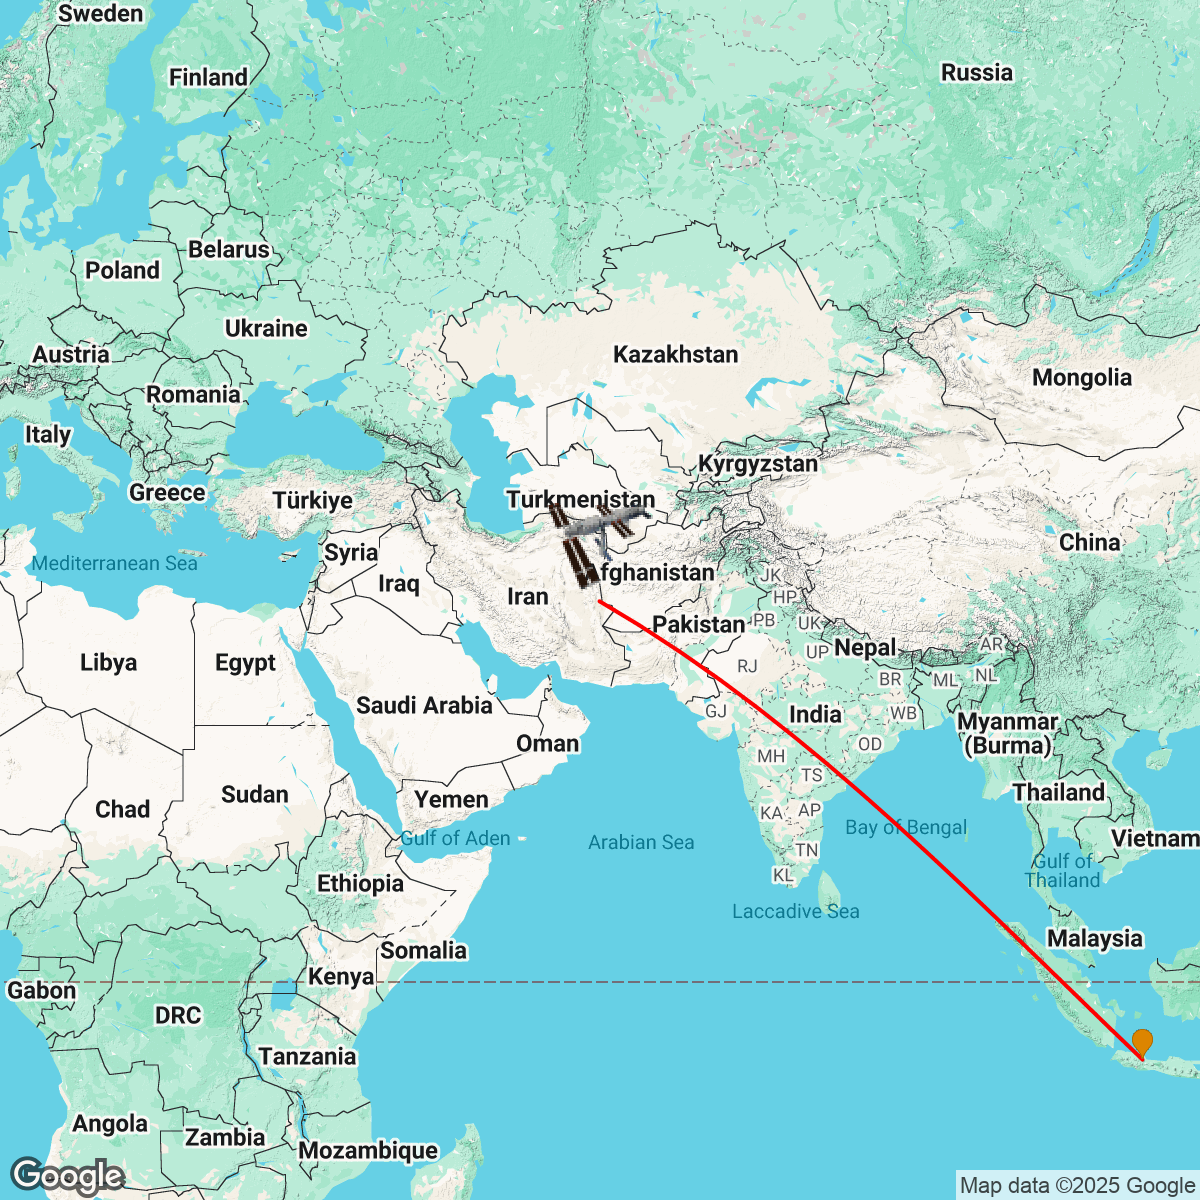 Sweden
Finland
Russia
Belarus
Poland
Ukraine
Austria
Kazakhstan
Mongolia
Romania
Italy
Kyrgyzstan
Greece
Türkiye
Turkmenistan
China
Syria
Mediterranean Sea
Iraq
Afghanistan
JK
HP
Iran
PB
UK
Pakistan
Nepal
AR
UP
Libya
Egypt
RJ
BR
ML
NL
Saudi Arabia
GJ
India
WB
Myanmar
(Burma)
Oman
OD
MH
TS
Sudan
Yemen
Chad
Thailand
KA
AP
Bay of Bengal
Gulf of Aden
Arabian Sea
Vietnam
TN
Gulf of
Thailand
KL
Ethiopia
Laccadive Sea
Malaysia
Somalia
Kenya
Gabon
DRC
Tanzania
Angola
Zambia
Mozambique
Google
Map data ©2025 Google